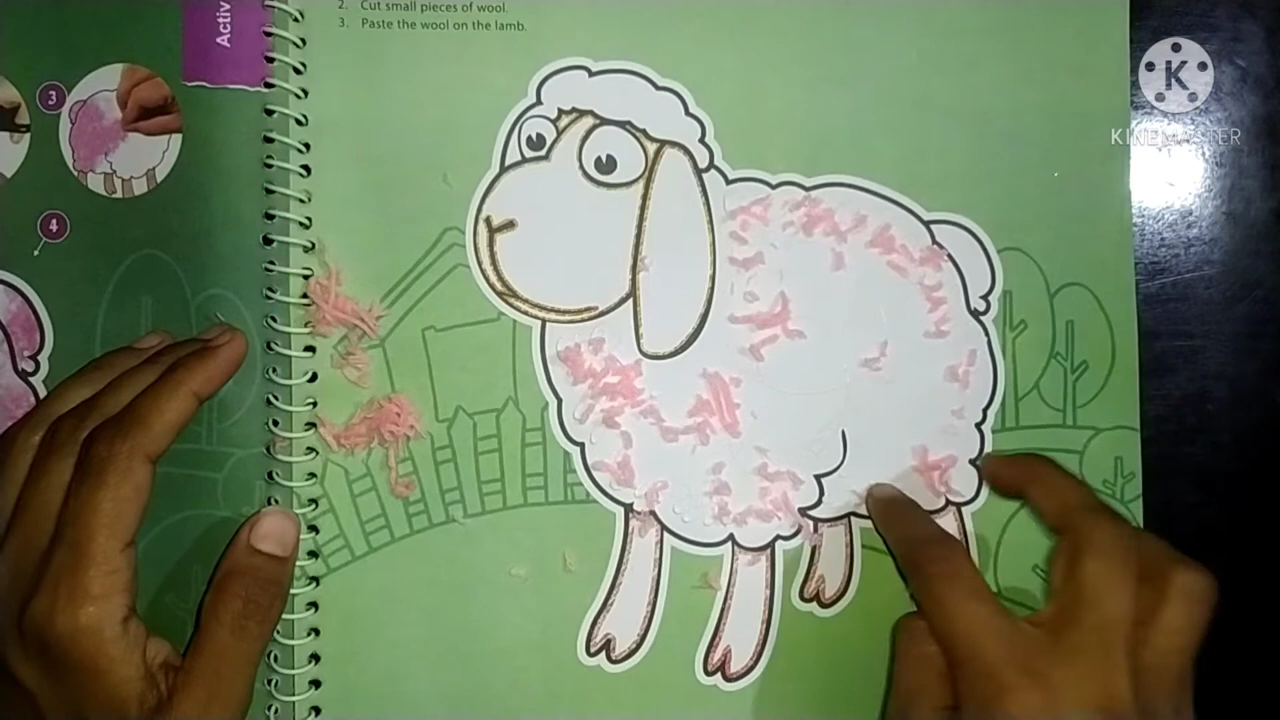 Activ
2. Cut small pieces of wool.
3. Paste the wool on the lamb.
3
4
K
KINEMASTER